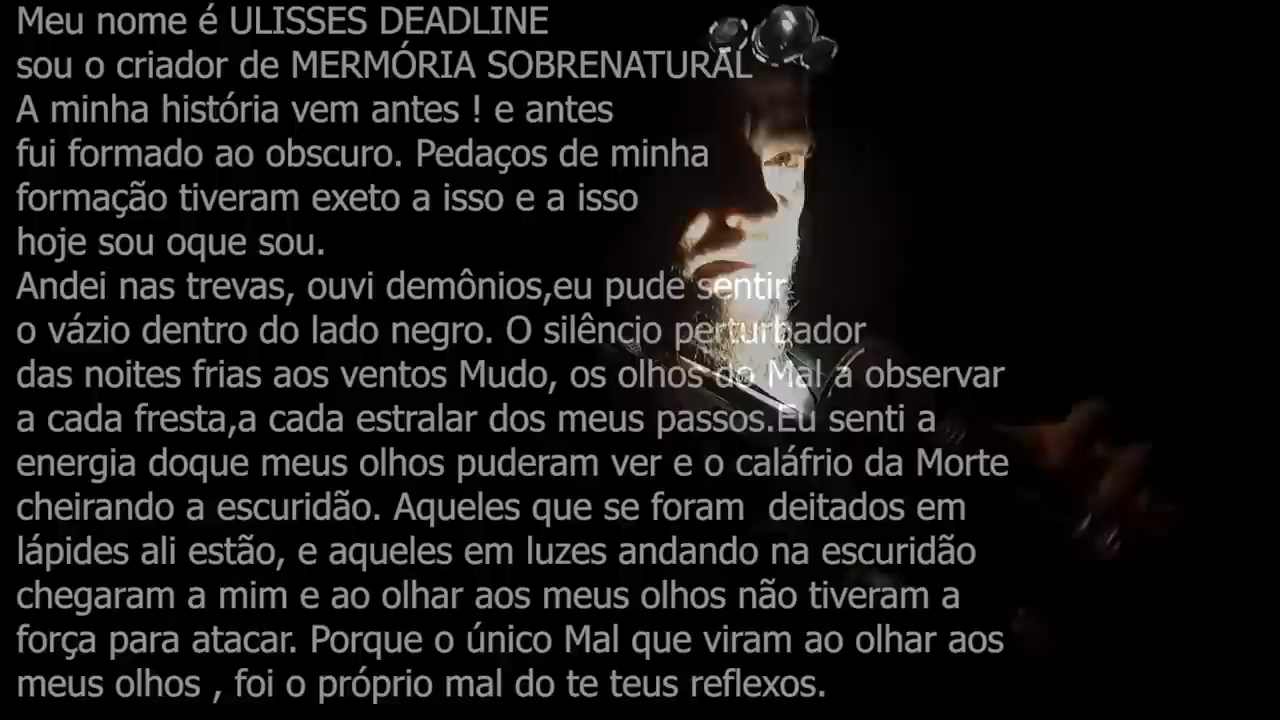 Meu nome é ULISSES DEADLINE
sou o criador de MERMÓRIA SOBRENATURAL
A minha história vem antes ! e antes
fui formado ao obscuro. Pedaços de minha
formação tiveram exeto a isso e a isso
hoje sou oque sou.
Andei nas trevas, ouvi demônios,eu pude sentir
o vázio dentro do lado negro. O silêncio perturbador
das noites frias aos ventos Mudo, os olhos do Mal a observar
a cada fresta,a cada estralar dos meus passos.Eu senti a
energia doque meus olhos puderam ver e o caláfrio da Morte
cheirando a escuridão. Aqueles que se foram  deitados em
lápides ali estão, e aqueles em luzes andando na escuridão
chegaram a mim e ao olhar aos meus olhos não tiveram a
força para atacar. Porque o único Mal que viram ao olhar aos
meus olhos , foi o próprio mal do te teus reflexos.